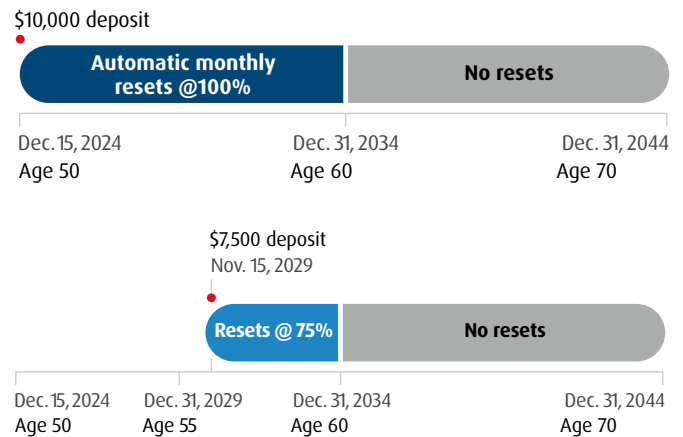 $10,000 deposit
Automatic monthly
resets @100%
No resets
Dec. 15, 2024
Dec. 31, 2034
Dec. 31, 2044
Age 50
Age 60
Age 70
$7,500 deposit
Nov. 15, 2029
Resets @ 75%
No resets
Dec. 15, 2024
Dec. 31, 2029
Dec. 31, 2034
Dec. 31, 2044
Age 50
Age 55
Age 60
Age 70